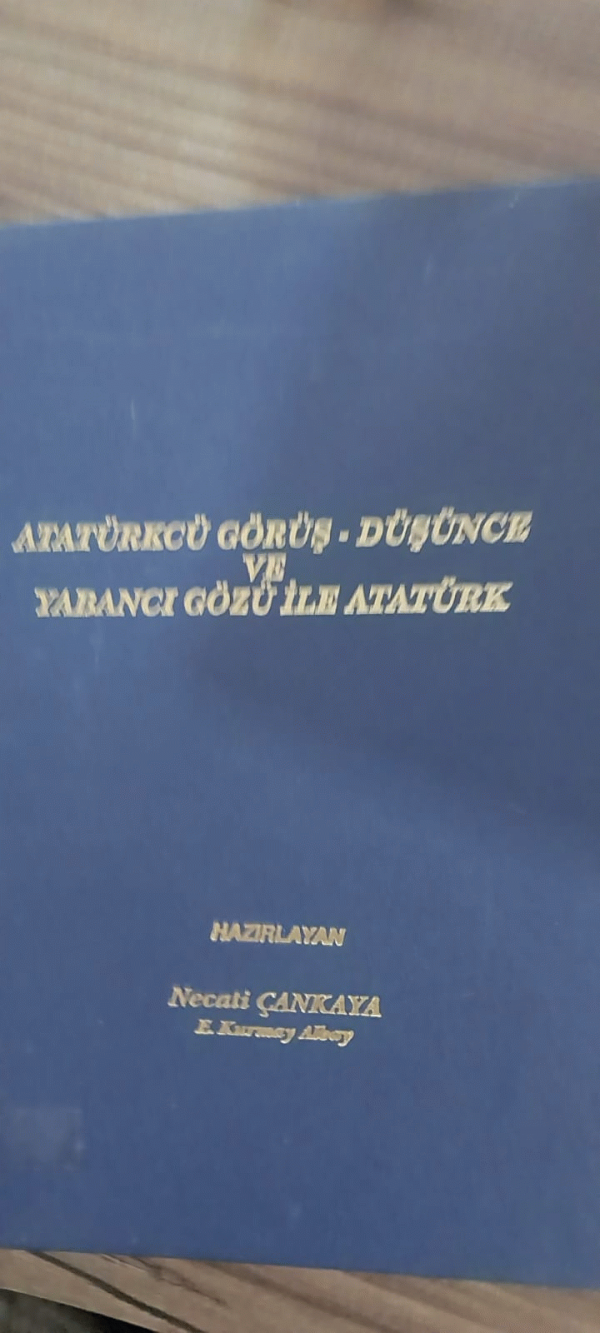 ATATÜRKCÜ GÖRÜŞ - DÜŞÜNCE
VE
YABANCI GÖZÜ İLE ATATÜRK
HAZIRLAYAN
Necati ÇANKAYA
E. Kurmay Albay